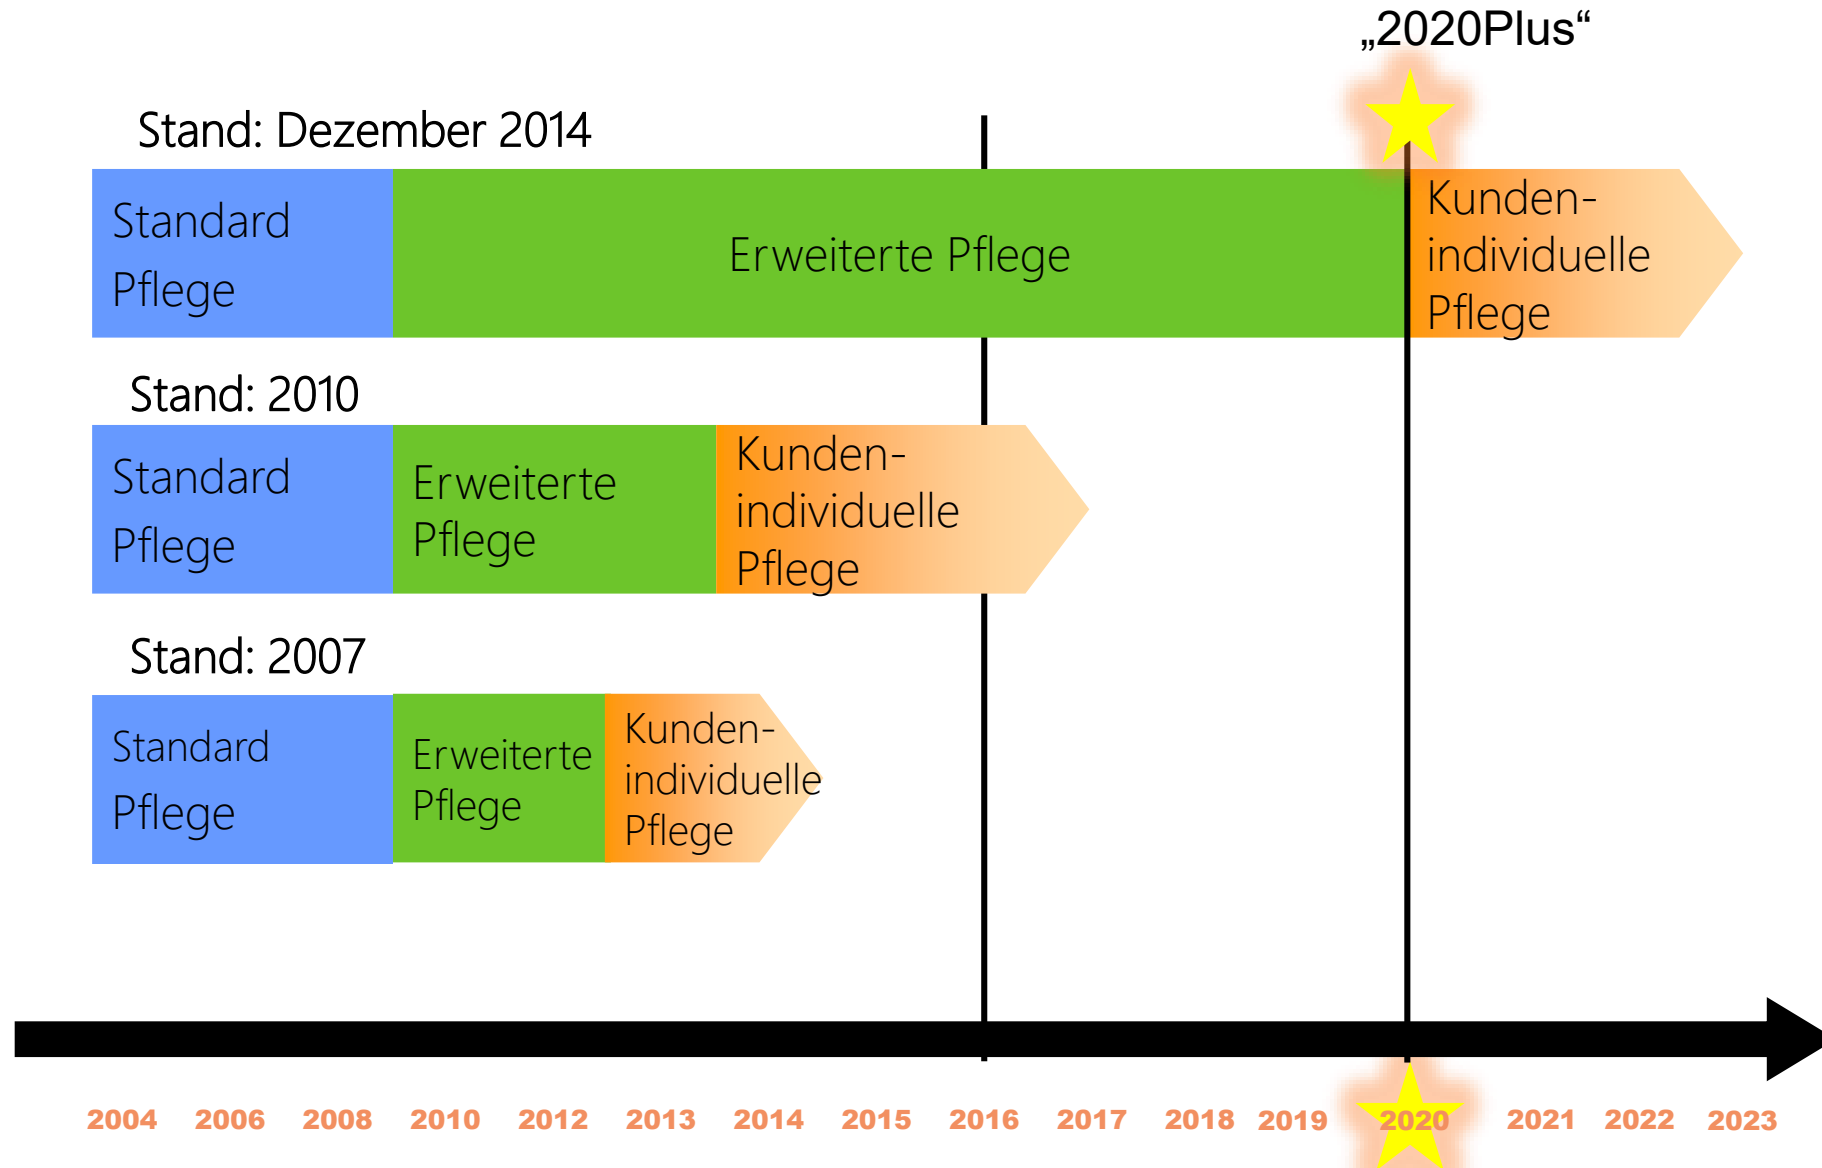 „2020Plus“
Stand: Dezember 2014
Standard
Pflege
Erweiterte Pflege
Kunden-
individuelle
Pflege
Stand: 2010
Standard
Pflege
Erweiterte
Pflege
Kunden-
individuelle
Pflege
Stand: 2007
Standard
Pflege
Erweiterte
Pflege
Kunden-
individuelle
Pflege
2004 2006 2008 2010 2012 2013 2014 2015 2016 2017 2018 2019 2020 2021 2022 2023